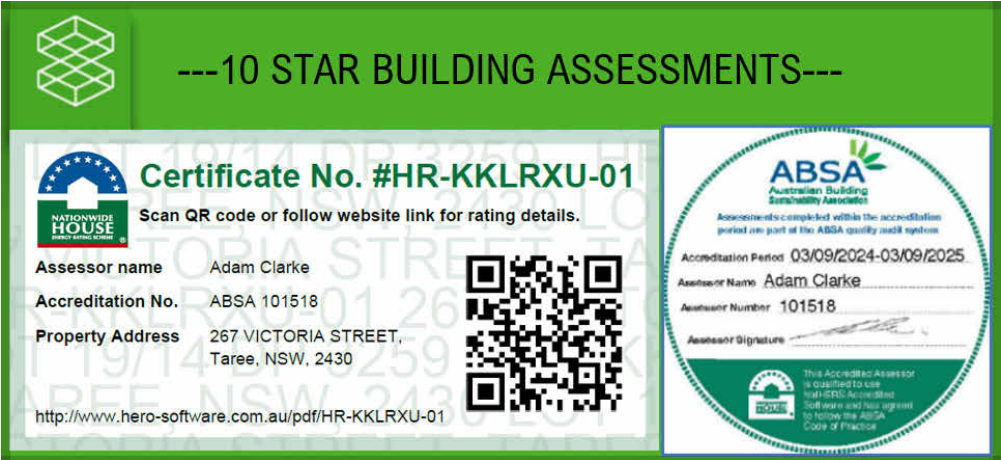 ---10 STAR BUILDING ASSESSMENTS---
NATIONWIDE
HOUSE
ENERGY RATING SCHEME
Certificate No. #HR-KKLRXU-01
Scan QR code or follow website link for rating details.
Assessor name Adam Clarke
Accreditation No. ABSA 101518
Property Address 267 VICTORIA STREET,
Taree, NSW, 2430
http://www.hero-software.com.au/pdf/HR-KKLRXU-01
ABSA
Australian Building
Sustainability Association
Assessments completed within the accreditation
period are part of the ABSA quality audit system
Accreditation Period 03/09/2024-03/09/2025
Assessor Name Adam Clarke
Assessor Number 101518
Assessor Signature
NATIONWIDE
HOUSE
This Accredited Assessor
is qualified to use
NatHERS Accredited
Software and has agreed
to follow the ABSA
Code of Practice